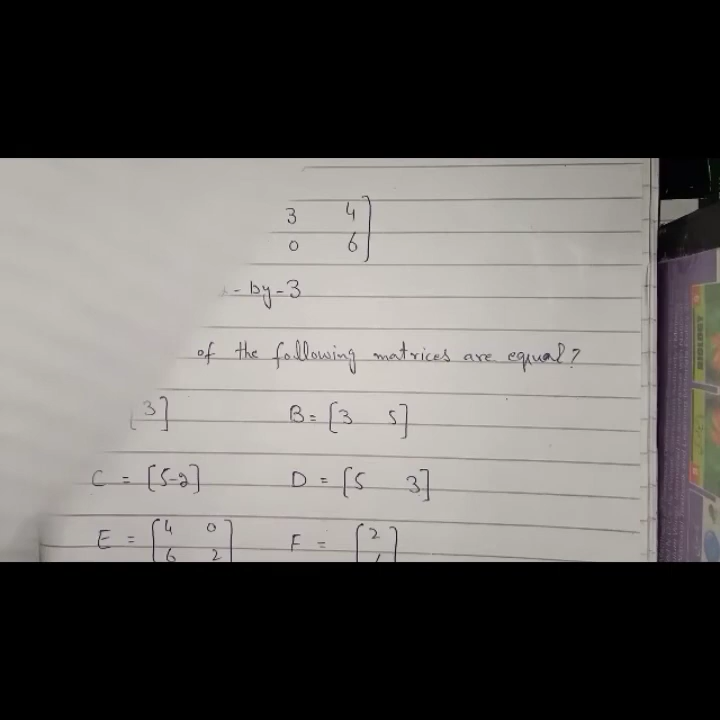 3 4]
0 6
- by - 3
of the following matrices are equal?
[3] B = [3 5]
C = [5-2] D = [5 3]
E = [4 0] F = [2
6 2